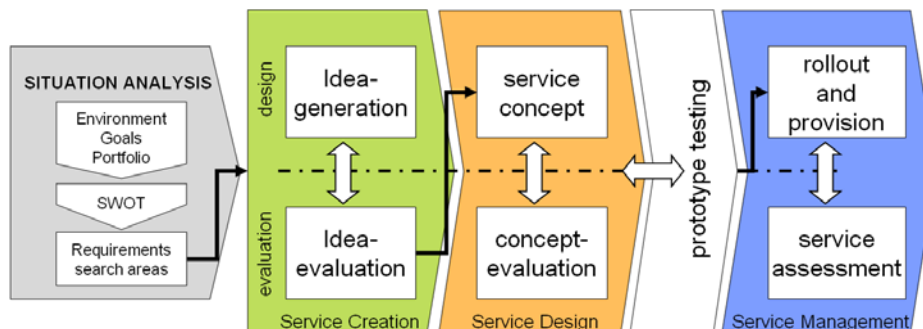 SITUATION ANALYSIS
Environment
Goals
Portfolio
SWOT
Requirements
search areas
design
evaluation
Idea-
generation
Idea-
evaluation
Service Creation
service
concept
concept-
evaluation
Service Design
prototype testing
rollout
and
provision
service
assessment
Service Management